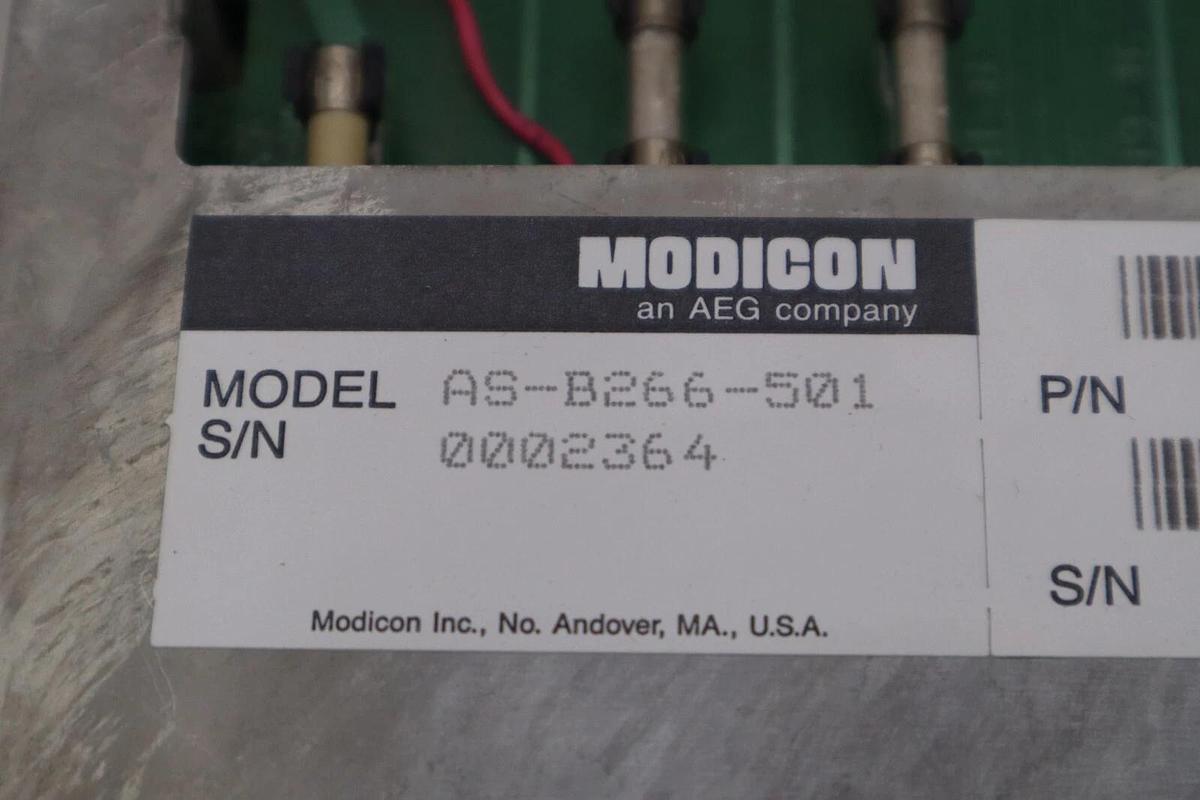 MODICON
an AEG company
MODEL AS-B266-501
S/N 0002364
Modicon Inc., No. Andover, MA., U.S.A.
P/N
S/N